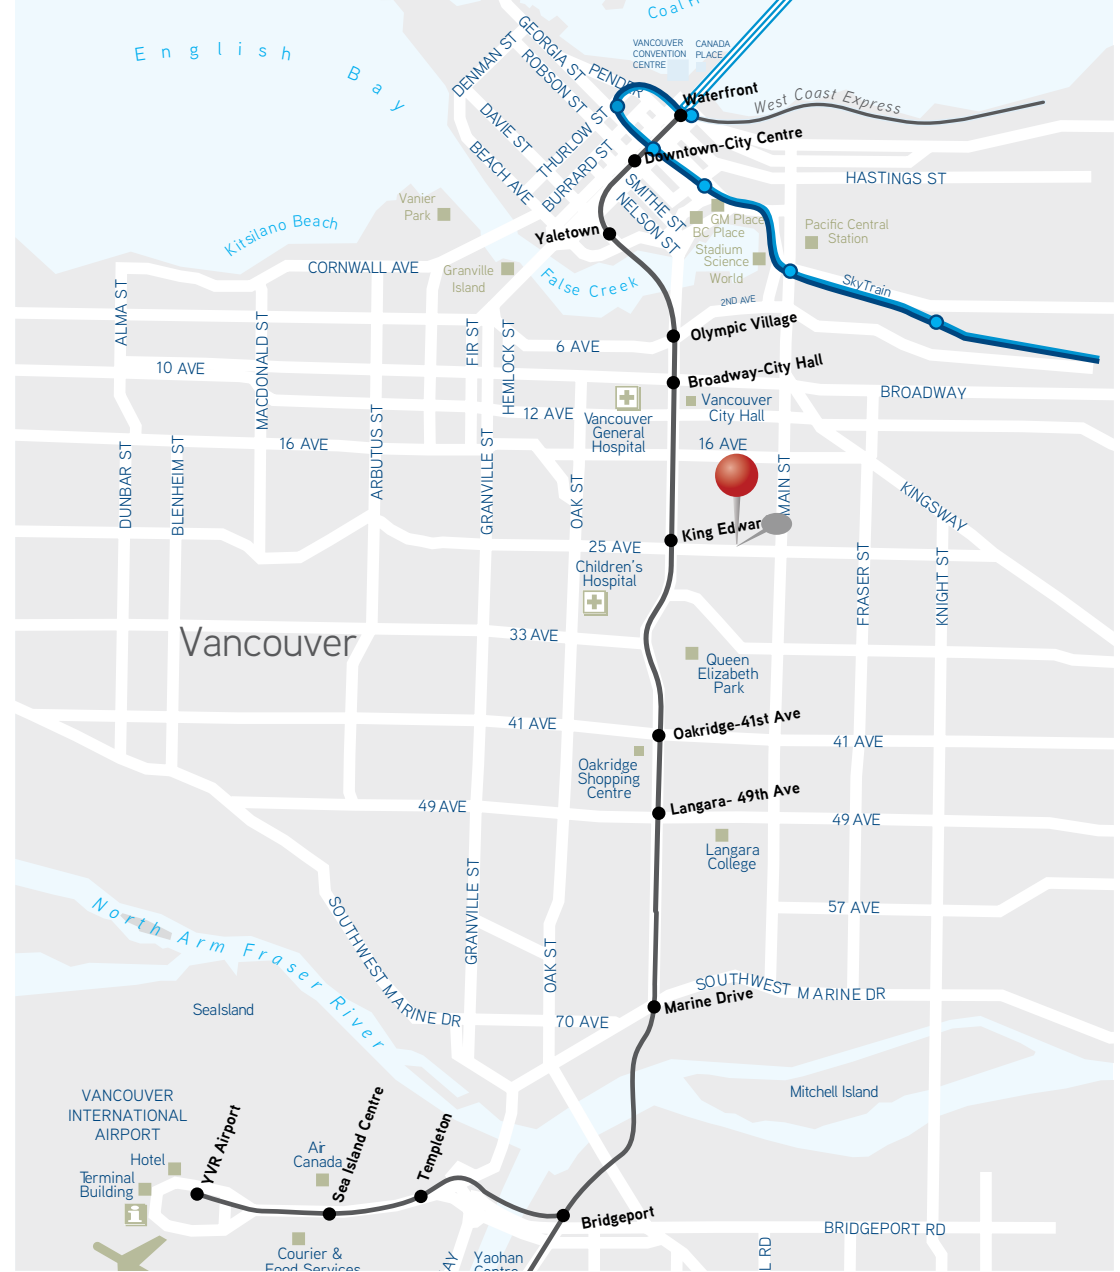 English
Bay
Coal
VANCOUVER
CONVENTION
CENTRE
CANADA
PLACE
GEORGIA ST
ROBSON ST
DENMAN ST
PENDER
DAVIE ST
THURLOW ST
BEACH AVE
BURRARD ST
SMITHE ST
NELSON ST
Waterfront
West Coast Express
Downtown-City Centre
HASTINGS ST
Vanier
Park
GM Place
BC Place
Stadium
Science
World
Pacific Central
Station
Yaletown
Kitsilano Beach
CORNWALL AVE
Granville
Island
False Creek
SkyTrain
2ND AVE
ALMA ST
MACDONALD ST
FIR ST
HEMLOCK ST
Olympic Village
6 AVE
10 AVE
Broadway-City Hall
BROADWAY
12 AVE
Vancouver
General
Hospital
Vancouver
City Hall
16 AVE
16 AVE
DUNBAR ST
BLENHEIM ST
ARBUTUS ST
GRANVILLE ST
OAK ST
MAIN ST
KINGSWAY
King Edwar
25 AVE
Children's
Hospital
FRASER ST
KNIGHT ST
33 AVE
Vancouver
Queen
Elizabeth
Park
41 AVE
Oakridge-41st Ave
41 AVE
Oakridge
Shopping
Centre
Langara- 49th Ave
49 AVE
49 AVE
Langara
College
GRANVILLE ST
57 AVE
North Arm Fraser River
SOUTHWEST MARINE DR
OAK ST
SOUTHWEST MARINE DR
Marine Drive
SeaIsland
70 AVE
Mitchell Island
VANCOUVER
INTERNATIONAL
AIRPORT
Hotel
Terminal
Building
YVR Airport
Air
Canada
Sea Island Centre
Templeton
Bridgeport
BRIDGEPORT RD
Courier &
Food Services
AY
Yaohan
Centre
L RD